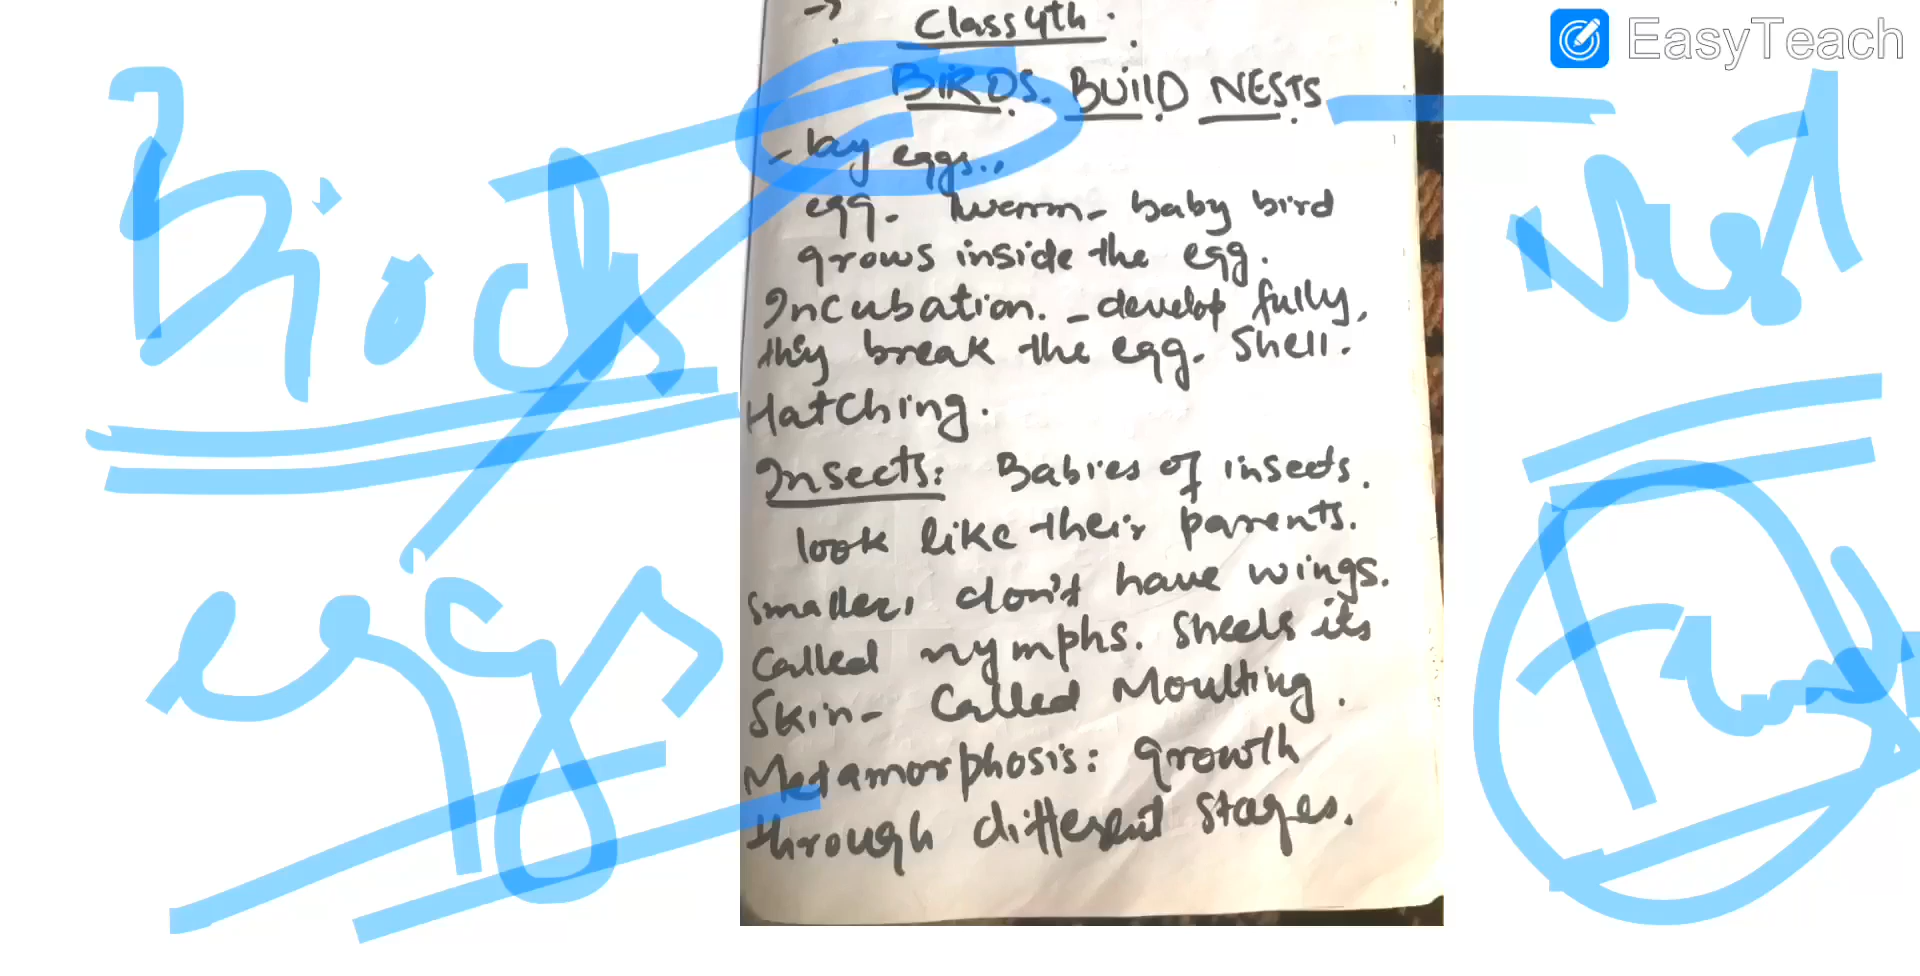 EasyTeach
Class 4th.
BIRDS. BUILD NESTS
- lay eggs..
egg. warm - baby bird
grows inside the egg.
Incubation. - develop fully,
they break the egg. Shell.
Hatching.
Insects: Babies of insects.
look like their parents.
smaller, don't have wings.
called nymphs. Sheds its
skin - called Moulting.
Metamorphosis: growth
through different stages.
Birds
eggs
Nest